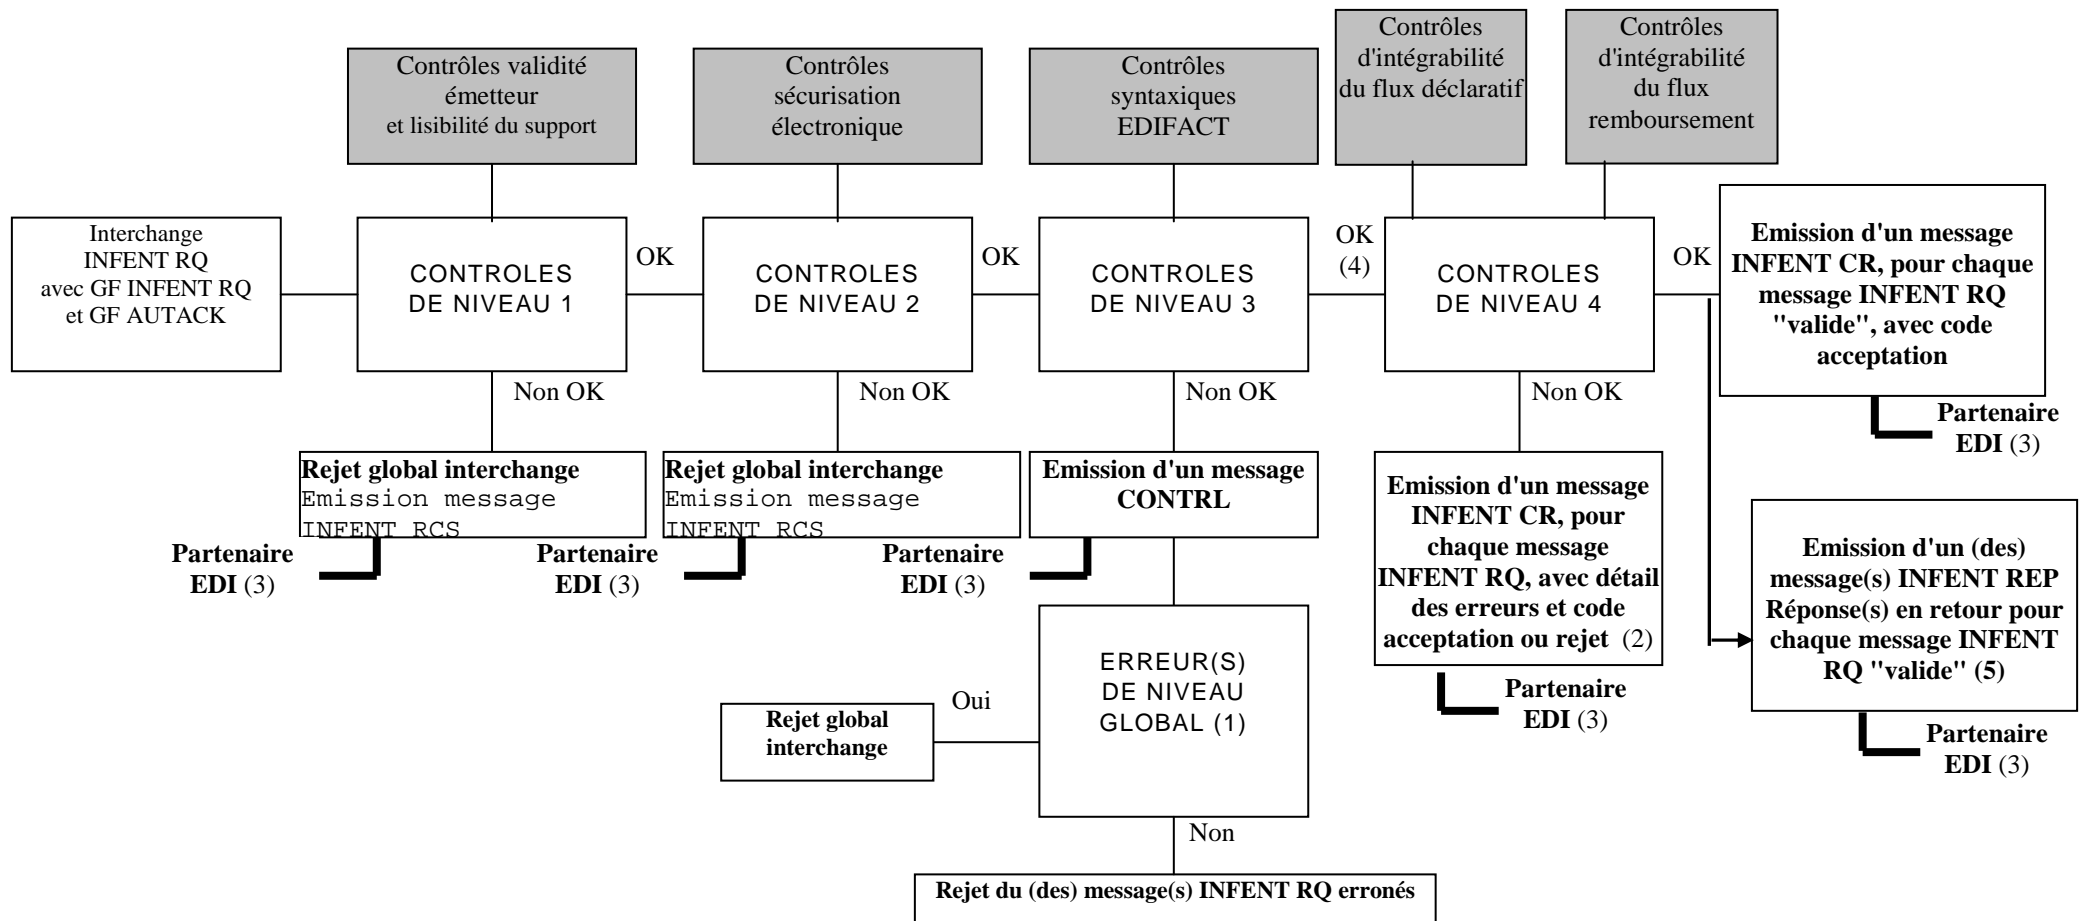 Contrôles validité
émetteur
et lisibilité du support
Contrôles
sécurisation
électronique
Contrôles
syntaxiques
EDIFACT
Contrôles
d'intégrabilité
du flux déclaratif
Contrôles
d'intégrabilité
du flux
remboursement
Interchange
INFENT RQ
avec GF INFENT RQ
et GF AUTACK
CONTROLES
DE NIVEAU 1
OK
CONTROLES
DE NIVEAU 2
OK
CONTROLES
DE NIVEAU 3
OK
(4)
CONTROLES
DE NIVEAU 4
OK
Emission d'un message
INFENT CR, pour chaque
message INFENT RQ
"valide", avec code
acceptation
Partenaire
EDI (3)
Non OK
Non OK
Non OK
Non OK
Rejet global interchange
Emission message
INFENT RCS
Partenaire
EDI (3)
Rejet global interchange
Emission message
INFENT RCS
Partenaire
EDI (3)
Emission d'un message
CONTRL
Partenaire
EDI (3)
Emission d'un message
INFENT CR, pour
chaque message
INFENT RQ, avec détail
des erreurs et code
acceptation ou rejet (2)
Partenaire
EDI (3)
Emission d'un (des)
message(s) INFENT REP
Réponse(s) en retour pour
chaque message INFENT
RQ "valide" (5)
Partenaire
EDI (3)
ERREUR(S)
DE NIVEAU
GLOBAL (1)
Oui
Rejet global
interchange
Non
Rejet du (des) message(s) INFENT RQ erronés